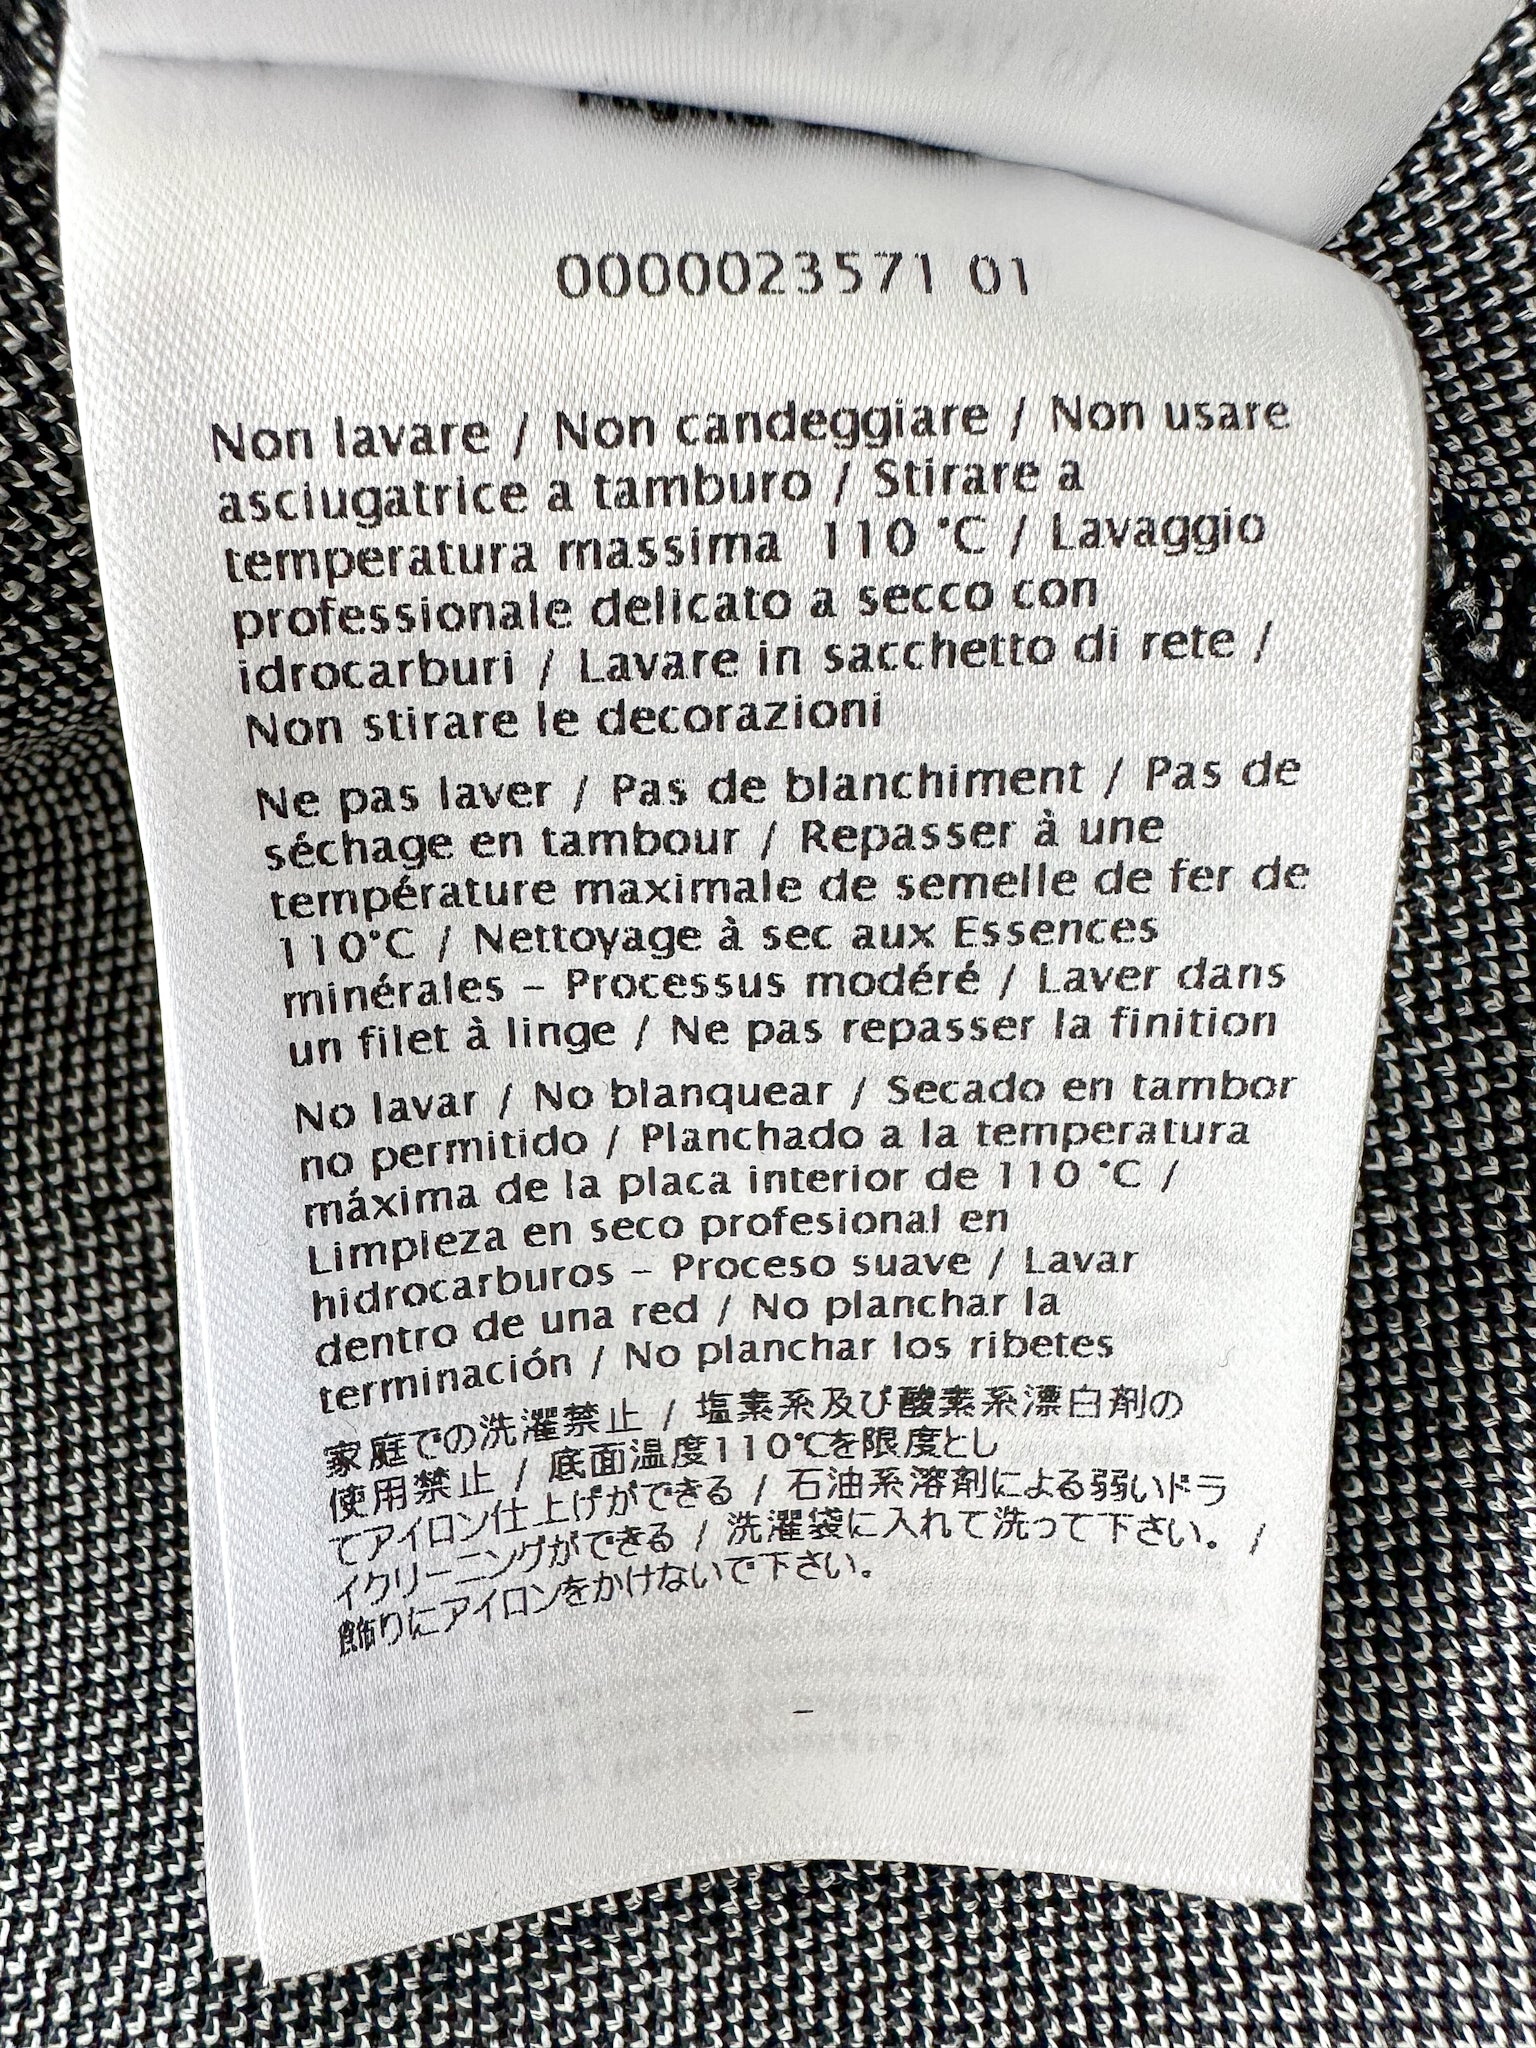 0000023571 01
Non lavare / Non candeggiare / Non usare
asciugatrice a tamburo / Stirare a
temperatura massima 110 °C / Lavaggio
professionale delicato a secco con
idrocarburi / Lavare in sacchetto di rete /
Non stirare le decorazioni
Ne pas laver / Pas de blanchiment / Pas de
séchage en tambour / Repasser à une
température maximale de semelle de fer de
110°C / Nettoyage à sec aux Essences
minérales – Processus modéré / Laver dans
un filet à linge / Ne pas repasser la finition
No lavar / No blanquear / Secado en tambor
no permitido / Planchado a la temperatura
máxima de la placa interior de 110 °C /
Limpieza en seco profesional en
hidrocarburos – Proceso suave / Lavar
dentro de una red / No planchar la
terminación / No planchar los ribetes
家庭での洗濯禁止 / 塩素系及び酸素系漂白剤の
使用禁止 / 底面温度110℃を限度とし
てアイロン仕上げができる / 石油系溶剤による弱いドラ
イクリーニングができる / 洗濯袋に入れて洗って下さい。 /
飾りにアイロンをかけないで下さい。
–